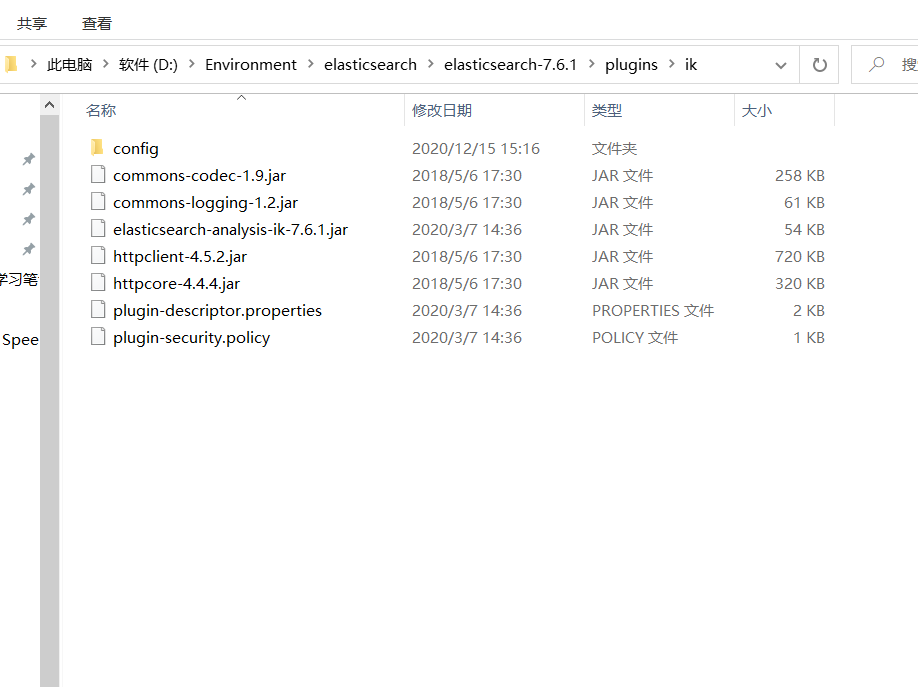 共享 查看
此电脑 软件 (D:) Environment elasticsearch elasticsearch-7.6.1 plugins ik 搜
名称 修改日期 类型 大小
config 2020/12/15 15:16 文件夹
commons-codec-1.9.jar 2018/5/6 17:30 JAR 文件 258 KB
commons-logging-1.2.jar 2018/5/6 17:30 JAR 文件 61 KB
elasticsearch-analysis-ik-7.6.1.jar 2020/3/7 14:36 JAR 文件 54 KB
httpclient-4.5.2.jar 2018/5/6 17:30 JAR 文件 720 KB
httpcore-4.4.4.jar 2018/5/6 17:30 JAR 文件 320 KB
plugin-descriptor.properties 2020/3/7 14:36 PROPERTIES 文件 2 KB
plugin-security.policy 2020/3/7 14:36 POLICY 文件 1 KB
学习笔
Spee